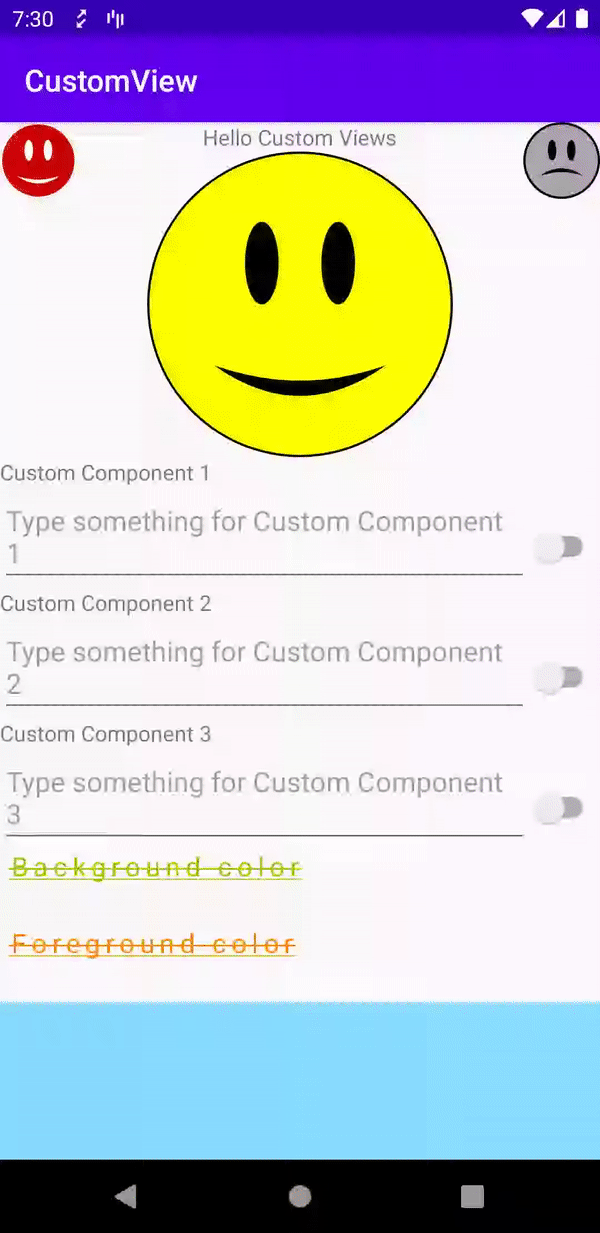 7:30
CustomView
Hello Custom Views
Custom Component 1
Type something for Custom Component
1
Custom Component 2
Type something for Custom Component
2
Custom Component 3
Type something for Custom Component
3
Background color
Foreground color